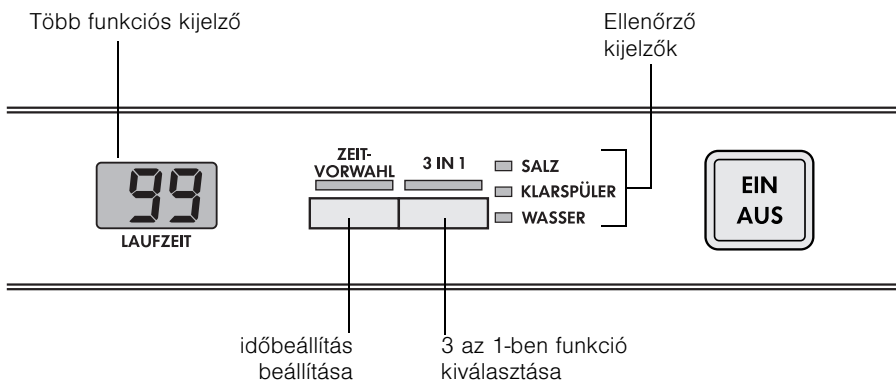 Több funkciós kijelző
Ellenőrző
kijelzők
99
LAUFZEIT
ZEIT-
VORWAHL
3 IN 1
SALZ
KLARSPÜLER
WASSER
EIN
AUS
időbeállítás
beállítása
3 az 1-ben funkció
kiválasztása